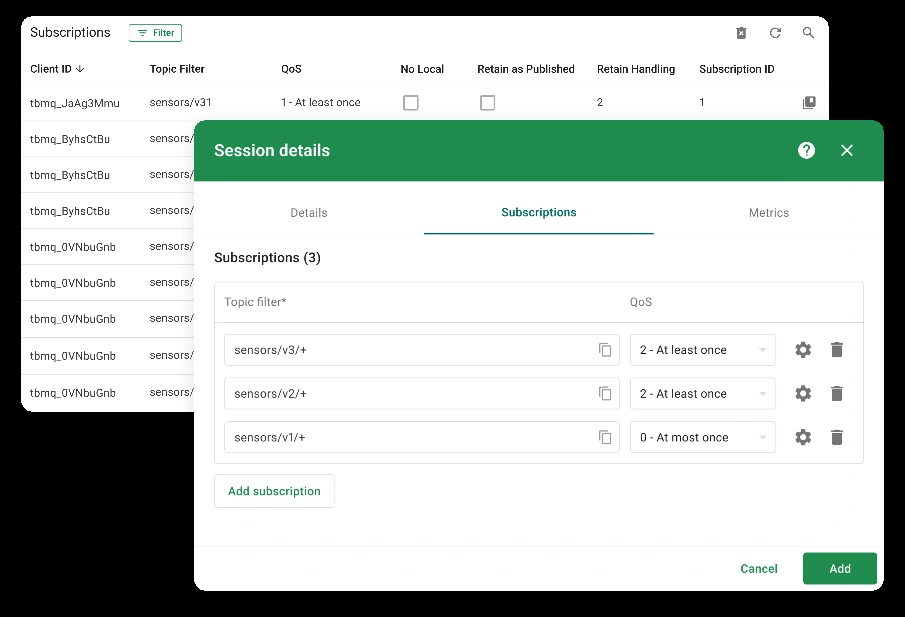 Subscriptions Filter
Client ID Topic Filter QoS No Local Retain as Published Retain Handling Subscription ID
tbmq_JaAg3Mmu sensors/v31 1 - At least once 2 1
tbmq_ByhsCtBu sensors/
tbmq_ByhsCtBu sensors/
tbmq_ByhsCtBu sensors/
tbmq_0VNbuGnb sensors/
tbmq_0VNbuGnb sensors/
tbmq_0VNbuGnb sensors/
tbmq_0VNbuGnb sensors/
tbmq_0VNbuGnb sensors/
Session details ?
Details Subscriptions Metrics
Subscriptions (3)
Topic filter* QoS
sensors/v3/+ 2 - At least once
sensors/v2/+ 2 - At least once
sensors/v1/+ 0 - At most once
Add subscription
Cancel Add